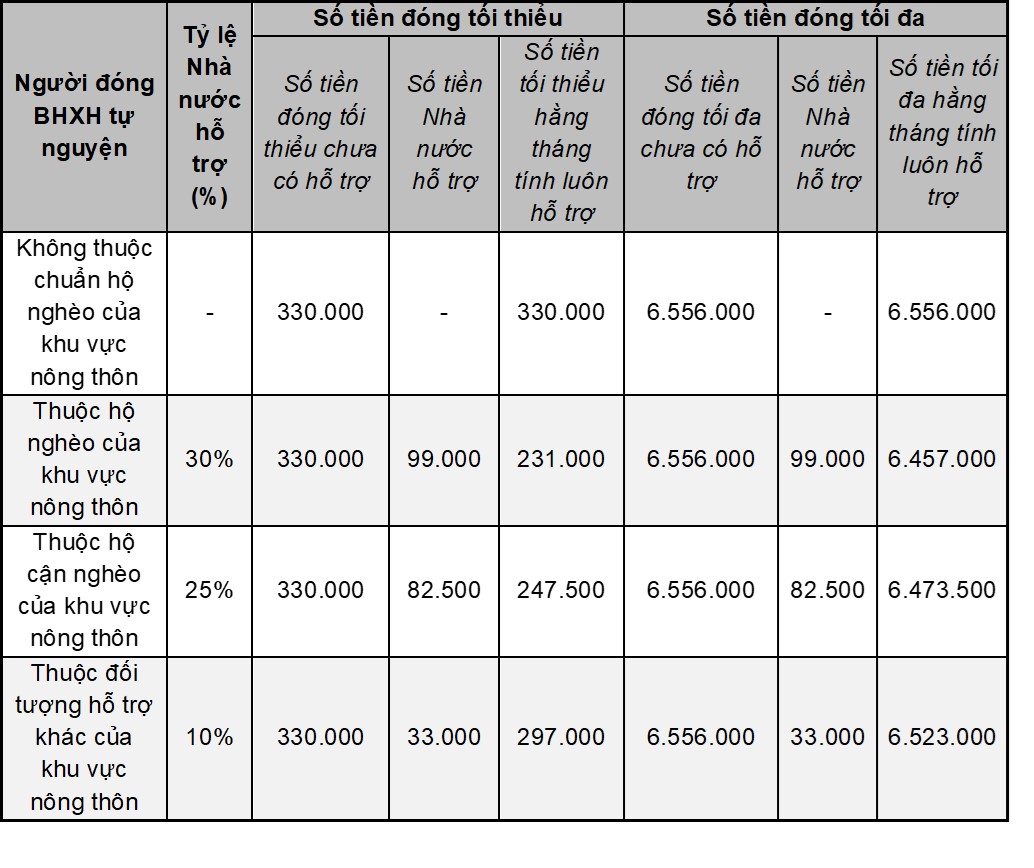 Người đóng
BHXH tự
nguyện
Tỷ lệ
Nhà
nước
hỗ
trợ
(%)
Số tiền đóng tối thiểu
Số tiền đóng tối đa
Số tiền
đóng tối
thiểu chưa
có hỗ trợ
Số tiền
Nhà
nước
hỗ trợ
Số tiền
tối thiểu
hằng
tháng
tính luôn
hỗ trợ
Số tiền
đóng tối đa
chưa có hỗ
trợ
Số tiền
Nhà
nước
hỗ trợ
Số tiền tối
đa hằng
tháng tính
luôn hỗ
trợ
Không thuộc
chuẩn hộ
nghèo của
khu vực
nông thôn
-
330.000
-
330.000
6.556.000
-
6.556.000
Thuộc hộ
nghèo của
khu vực
nông thôn
30%
330.000
99.000
231.000
6.556.000
99.000
6.457.000
Thuộc hộ
cận nghèo
của khu vực
nông thôn
25%
330.000
82.500
247.500
6.556.000
82.500
6.473.500
Thuộc đối
tượng hỗ trợ
khác của
khu vực
nông thôn
10%
330.000
33.000
297.000
6.556.000
33.000
6.523.000